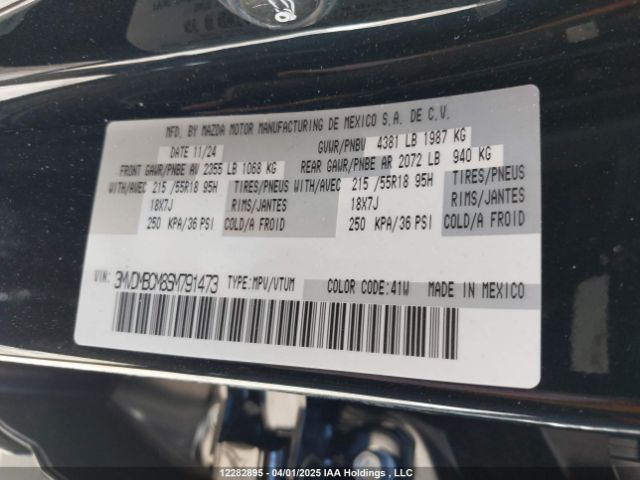 MFD. BY MAZDA MOTOR MANUFACTURING DE MEXICO S.A. DE C.V.
DATE 11/24 GVWR/PNBV 4381 LB 1987 KG
FRONT GAWR/PNBE AV 2355 LB 1068 KG REAR GAWR/PNBE AR 2072 LB 940 KG
WITH/AVEC 215 /55R18 95H TIRES/PNEUS WITH/AVEC 215 /55R18 95H TIRES/PNEUS
18X7J RIMS/JANTES 18X7J RIMS/JANTES
250 KPA/36 PSI COLD/A FROID 250 KPA/36 PSI COLD/A FROID
VIN: 3MVDMBCM8SM791473 TYPE:MPV/VTUM COLOR CODE:41W MADE IN MEXICO
12282895 - 04/01/2025 IAA Holdings , LLC